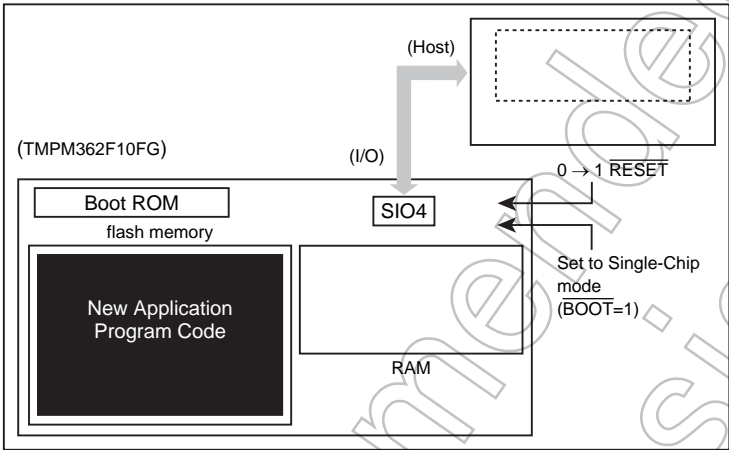 (Host)
(TMPM362F10FG)
(I/O)
0 → 1 RESET
Boot ROM
SIO4
flash memory
Set to Single-Chip
mode
(BOOT=1)
New Application
Program Code
RAM